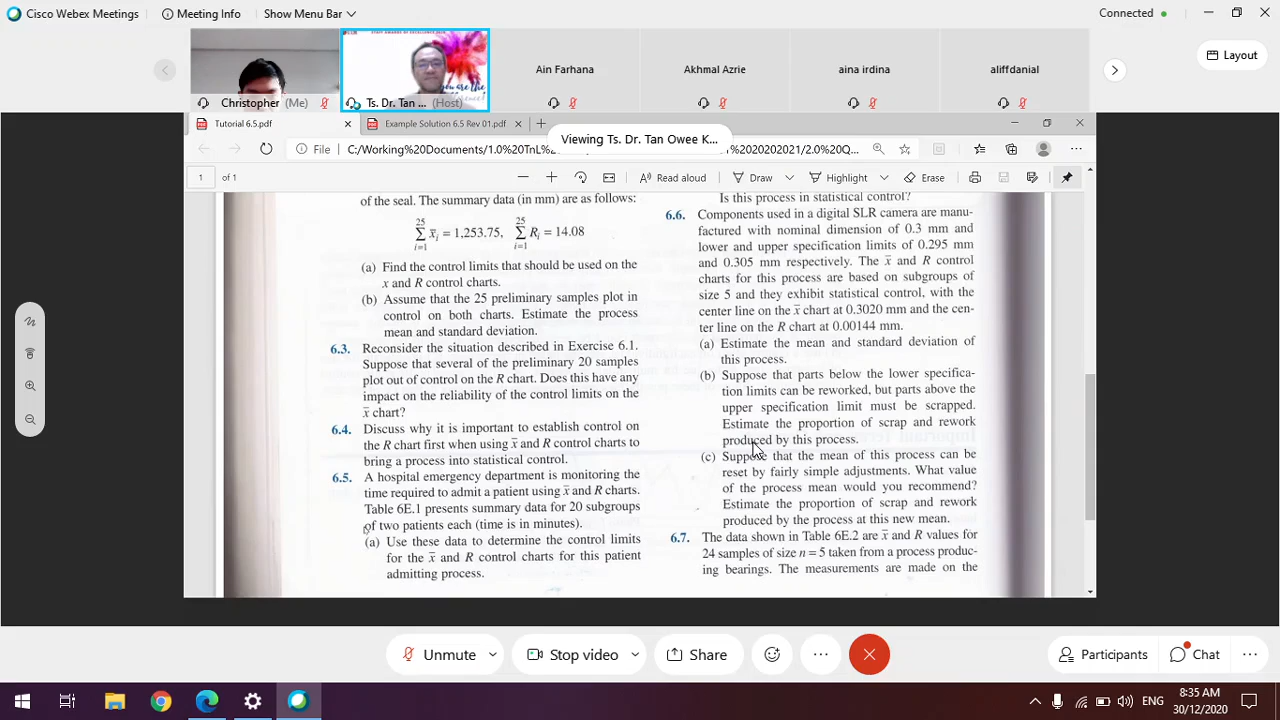 Cisco Webex Meetings
Meeting Info
Show Menu Bar
Connected
Layout
Christopher (Me)
Ts. Dr. Tan ... (Host)
Ain Farhana
Akhmal Azrie
aina irdina
aliffdanial
Tutorial 6.5.pdf
Example Solution 6.5 Rev 01.pdf
Viewing Ts. Dr. Tan Owee K...
File
C:/Working%20Documents/1.0%20TnL
1%2020202021/2.0%20Q...
1 of 1
Read aloud
Draw
Highlight
Erase
of the seal. The summary data (in mm) are as follows:
25 25
∑ x̄i = 1,253.75, ∑ Ri = 14.08
i=1 i=1
(a) Find the control limits that should be used on the
x and R control charts.
(b) Assume that the 25 preliminary samples plot in
control on both charts. Estimate the process
mean and standard deviation.
6.3. Reconsider the situation described in Exercise 6.1.
Suppose that several of the preliminary 20 samples
plot out of control on the R chart. Does this have any
impact on the reliability of the control limits on the
x̄ chart?
6.4. Discuss why it is important to establish control on
the R chart first when using x̄ and R control charts to
bring a process into statistical control.
6.5. A hospital emergency department is monitoring the
time required to admit a patient using x̄ and R charts.
Table 6E.1 presents summary data for 20 subgroups
of two patients each (time is in minutes).
(a) Use these data to determine the control limits
for the x̄ and R control charts for this patient
admitting process.
Is this process in statistical control?
6.6. Components used in a digital SLR camera are manu-
factured with nominal dimension of 0.3 mm and
lower and upper specification limits of 0.295 mm
and 0.305 mm respectively. The x̄ and R control
charts for this process are based on subgroups of
size 5 and they exhibit statistical control, with the
center line on the x̄ chart at 0.3020 mm and the cen-
ter line on the R chart at 0.00144 mm.
(a) Estimate the mean and standard deviation of
this process.
(b) Suppose that parts below the lower specifica-
tion limits can be reworked, but parts above the
upper specification limit must be scrapped.
Estimate the proportion of scrap and rework
produced by this process.
(c) Suppose that the mean of this process can be
reset by fairly simple adjustments. What value
of the process mean would you recommend?
Estimate the proportion of scrap and rework
produced by the process at this new mean.
6.7. The data shown in Table 6E.2 are x̄ and R values for
24 samples of size n = 5 taken from a process produc-
ing bearings. The measurements are made on the
Unmute
Stop video
Share
Participants
Chat
ENG
8:35 AM
30/12/2020